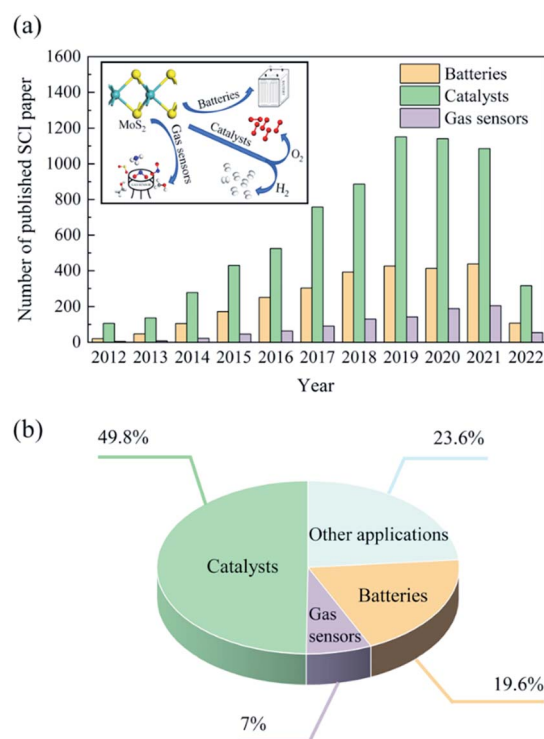 (a)
Number of published SCI paper
1600
1400
1200
1000
800
600
400
200
0
2012 2013 2014 2015 2016 2017 2018 2019 2020 2021 2022
Year
Batteries
Catalysts
Gas sensors
MoS2
Batteries
Catalysts
Gas sensors
O2
H2
(b)
49.8%
23.6%
Other applications
Catalysts
Batteries
Gas
sensors
19.6%
7%